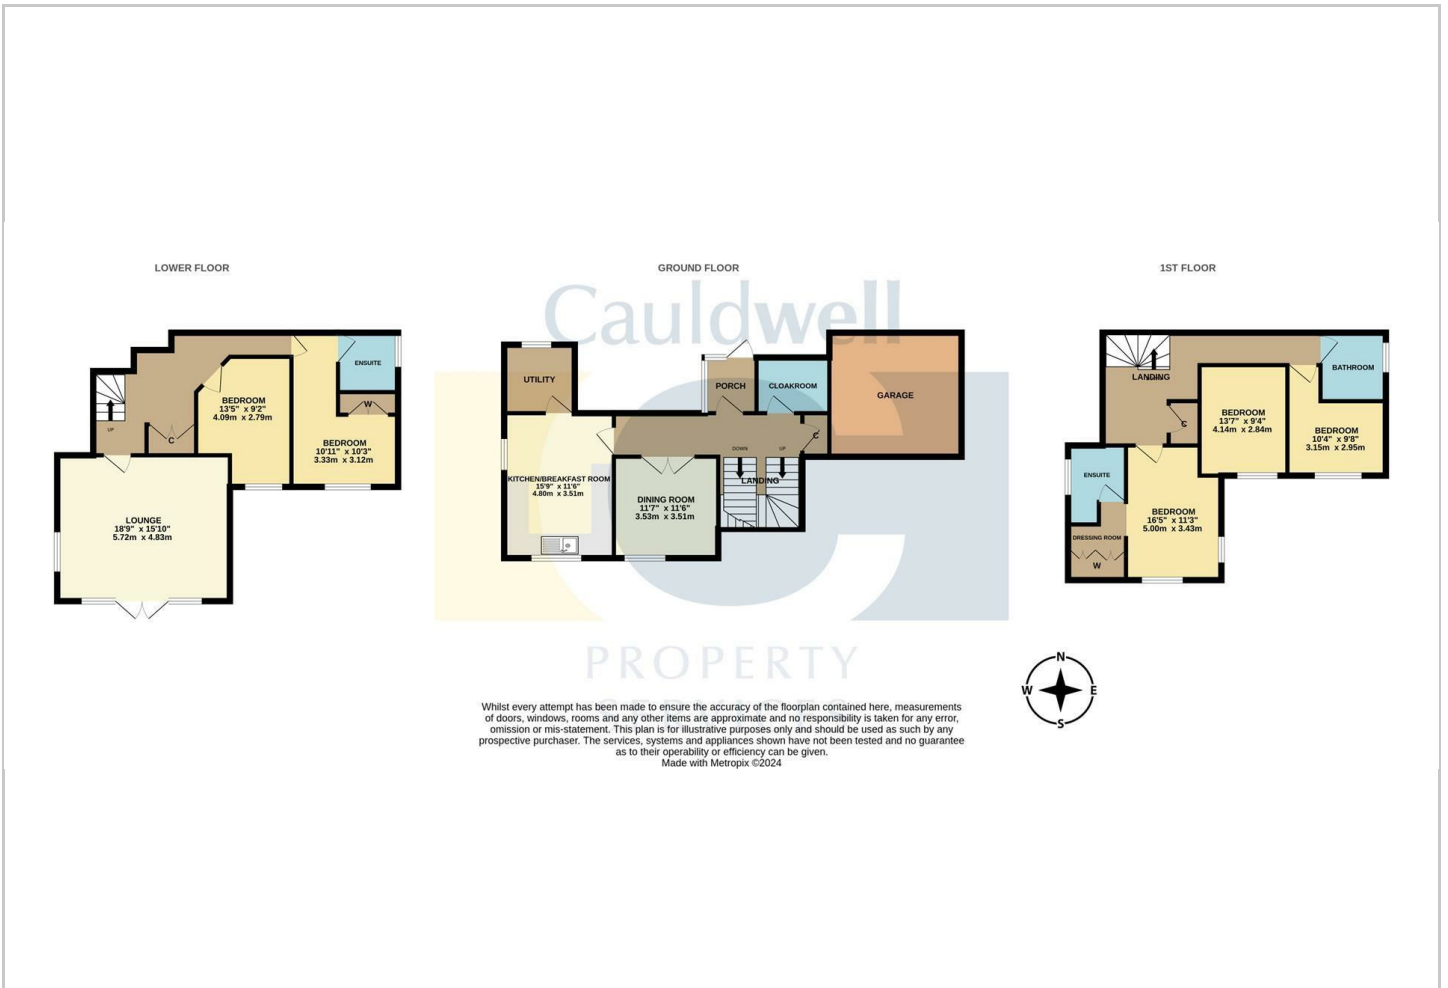 LOWER FLOOR
ENSUITE
BEDROOM
13'5" x 9'2"
4.09m x 2.79m
W
UP
C
BEDROOM
10'11" x 10'3"
3.33m x 3.12m
LOUNGE
18'9" x 15'10"
5.72m x 4.83m
GROUND FLOOR
Cauldwell
UTILITY
PORCH
CLOAKROOM
GARAGE
C
DOWN
UP
LANDING
KITCHEN/BREAKFAST ROOM
15'9" x 11'6"
4.80m x 3.51m
DINING ROOM
11'7" x 11'6"
3.53m x 3.51m
PROPERTY
SERVICES
1ST FLOOR
BATHROOM
LANDING
BEDROOM
13'7" x 9'4"
4.14m x 2.84m
C
BEDROOM
10'4" x 9'8"
3.15m x 2.95m
ENSUITE
BEDROOM
16'5" x 11'3"
5.00m x 3.43m
DRESSING ROOM
W
N
W
E
S
Whilst every attempt has been made to ensure the accuracy of the floorplan contained here, measurements
of doors, windows, rooms and any other items are approximate and no responsibility is taken for any error,
omission or mis-statement. This plan is for illustrative purposes only and should be used as such by any
prospective purchaser. The services, systems and appliances shown have not been tested and no guarantee
as to their operability or efficiency can be given.
Made with Metropix ©2024